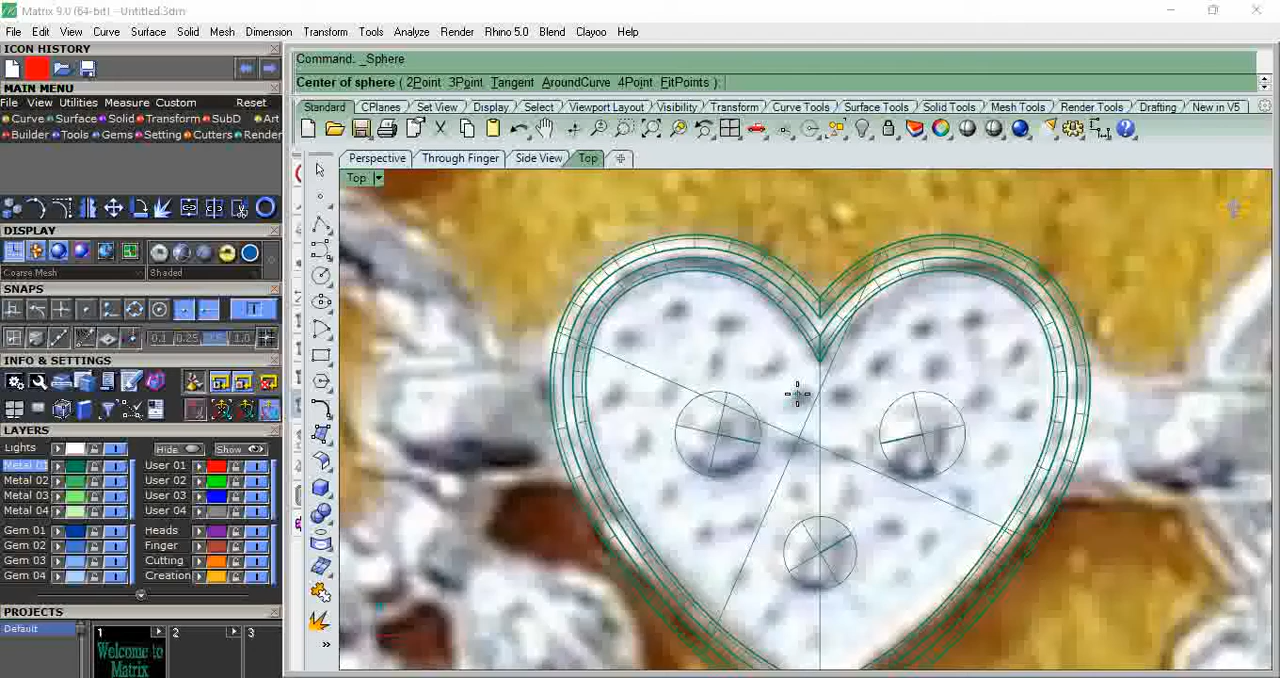 Matrix 9.0 (64-bit) - Untitled.3dm
File Edit View Curve Surface Solid Mesh Dimension Transform Tools Analyze Render Rhino 5.0 Blend Clayoo Help
ICON HISTORY
MAIN MENU
File View Utilities Measure Custom Reset
Curve Surface Solid Transform SubD Art
Builder Tools Gems Setting Cutters Render
DISPLAY
Coarse Mesh Shaded
SNAPS
0.1 0.25 1.0
INFO & SETTINGS
LAYERS
Lights Hide Show
Metal 01 User 01
Metal 02 User 02
Metal 03 User 03
Metal 04 User 04
Gem 01 Heads
Gem 02 Finger
Gem 03 Cutting
Gem 04 Creation
PROJECTS
Default 1 2 3
Welcome to Matrix
Command: _Sphere
Center of sphere ( 2Point 3Point Tangent AroundCurve 4Point FitPoints ):
Standard CPlanes Set View Display Select Viewport Layout Visibility Transform Curve Tools Surface Tools Solid Tools Mesh Tools Render Tools Drafting New in V5
Perspective Through Finger Side View Top
Top